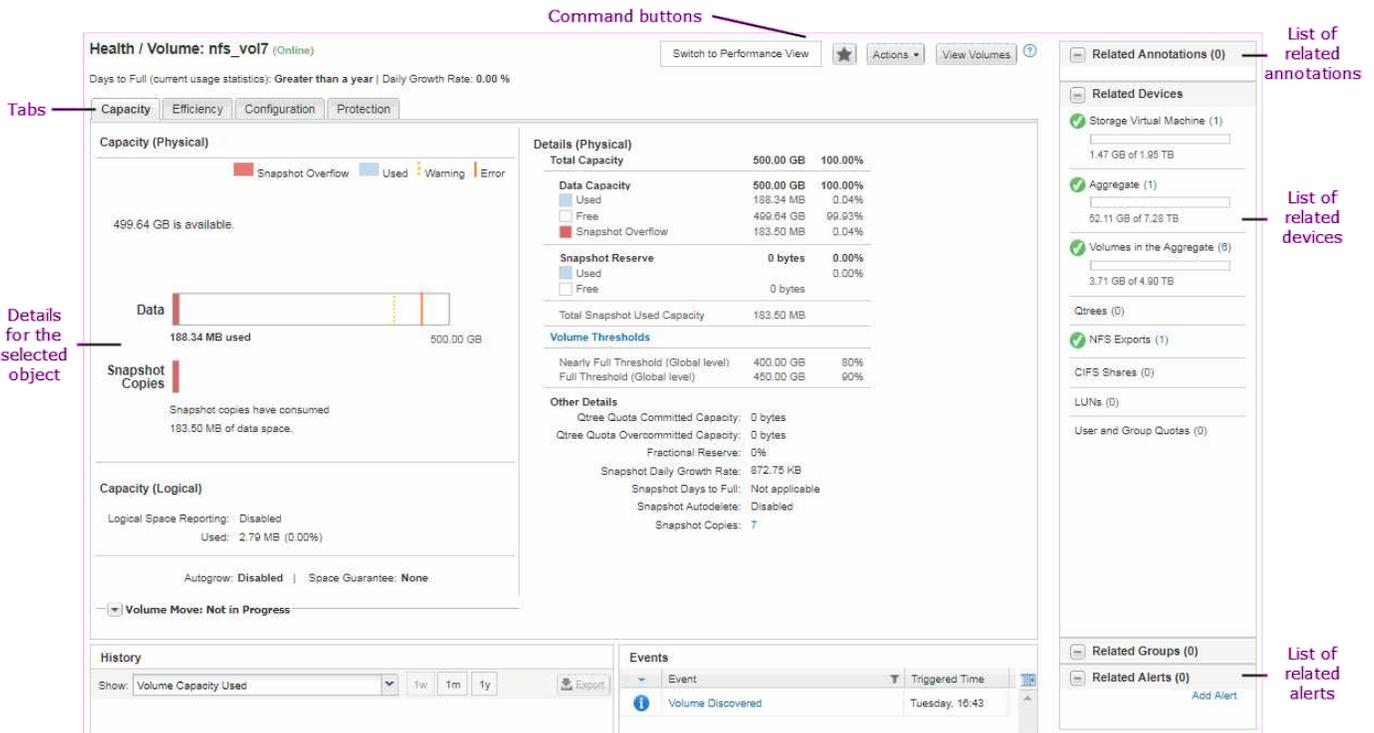 Command buttons
List of
related
annotations
Health / Volume: nfs_vol7 (Online)
Switch to Performance View
Actions
View Volumes
?
Days to Full (current usage statistics): Greater than a year | Daily Growth Rate: 0.00 %
Tabs
Capacity
Efficiency
Configuration
Protection
Capacity (Physical)
Snapshot Overflow
Used
Warning
Error
499.64 GB is available.
Details
for the
selected
object
Data
188.34 MB used
500.00 GB
Snapshot
Copies
Snapshot copies have consumed
183.50 MB of data space.
Capacity (Logical)
Logical Space Reporting: Disabled
Used: 2.79 MB (0.00%)
Autogrow: Disabled | Space Guarantee: None
Volume Move: Not in Progress
Details (Physical)
Total Capacity 500.00 GB 100.00%
Data Capacity 500.00 GB 100.00%
Used 188.34 MB 0.04%
Free 499.64 GB 99.93%
Snapshot Overflow 183.50 MB 0.04%
Snapshot Reserve 0 bytes 0.00%
Used 0.00%
Free 0 bytes
Total Snapshot Used Capacity 183.50 MB
Volume Thresholds
Nearly Full Threshold (Global level) 400.00 GB 80%
Full Threshold (Global level) 450.00 GB 90%
Other Details
Qtree Quota Committed Capacity: 0 bytes
Qtree Quota Overcommitted Capacity: 0 bytes
Fractional Reserve: 0%
Snapshot Daily Growth Rate: 872.75 KB
Snapshot Days to Full: Not applicable
Snapshot Autodelete: Disabled
Snapshot Copies: 7
Related Annotations (0)
Related Devices
Storage Virtual Machine (1)
1.47 GB of 1.95 TB
Aggregate (1)
52.11 GB of 7.28 TB
Volumes in the Aggregate (6)
3.71 GB of 4.90 TB
Qtrees (0)
NFS Exports (1)
CIFS Shares (0)
LUNs (0)
User and Group Quotas (0)
List of
related
devices
Related Groups (0)
Related Alerts (0)
Add Alert
List of
related
alerts
History
Show: Volume Capacity Used
1w
1m
1y
Export
Events
Event
Triggered Time
Volume Discovered
Tuesday, 16:43